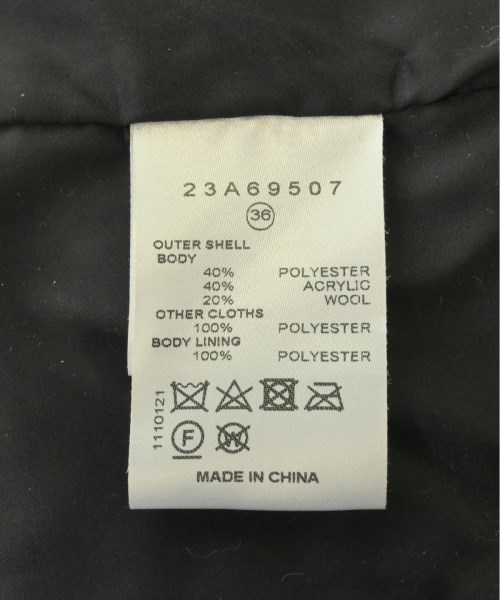 23A69507
36
OUTER SHELL
BODY
40% POLYESTER
40% ACRYLIC
20% WOOL
OTHER CLOTHS
100% POLYESTER
BODY LINING
100% POLYESTER
1110121
F W
MADE IN CHINA